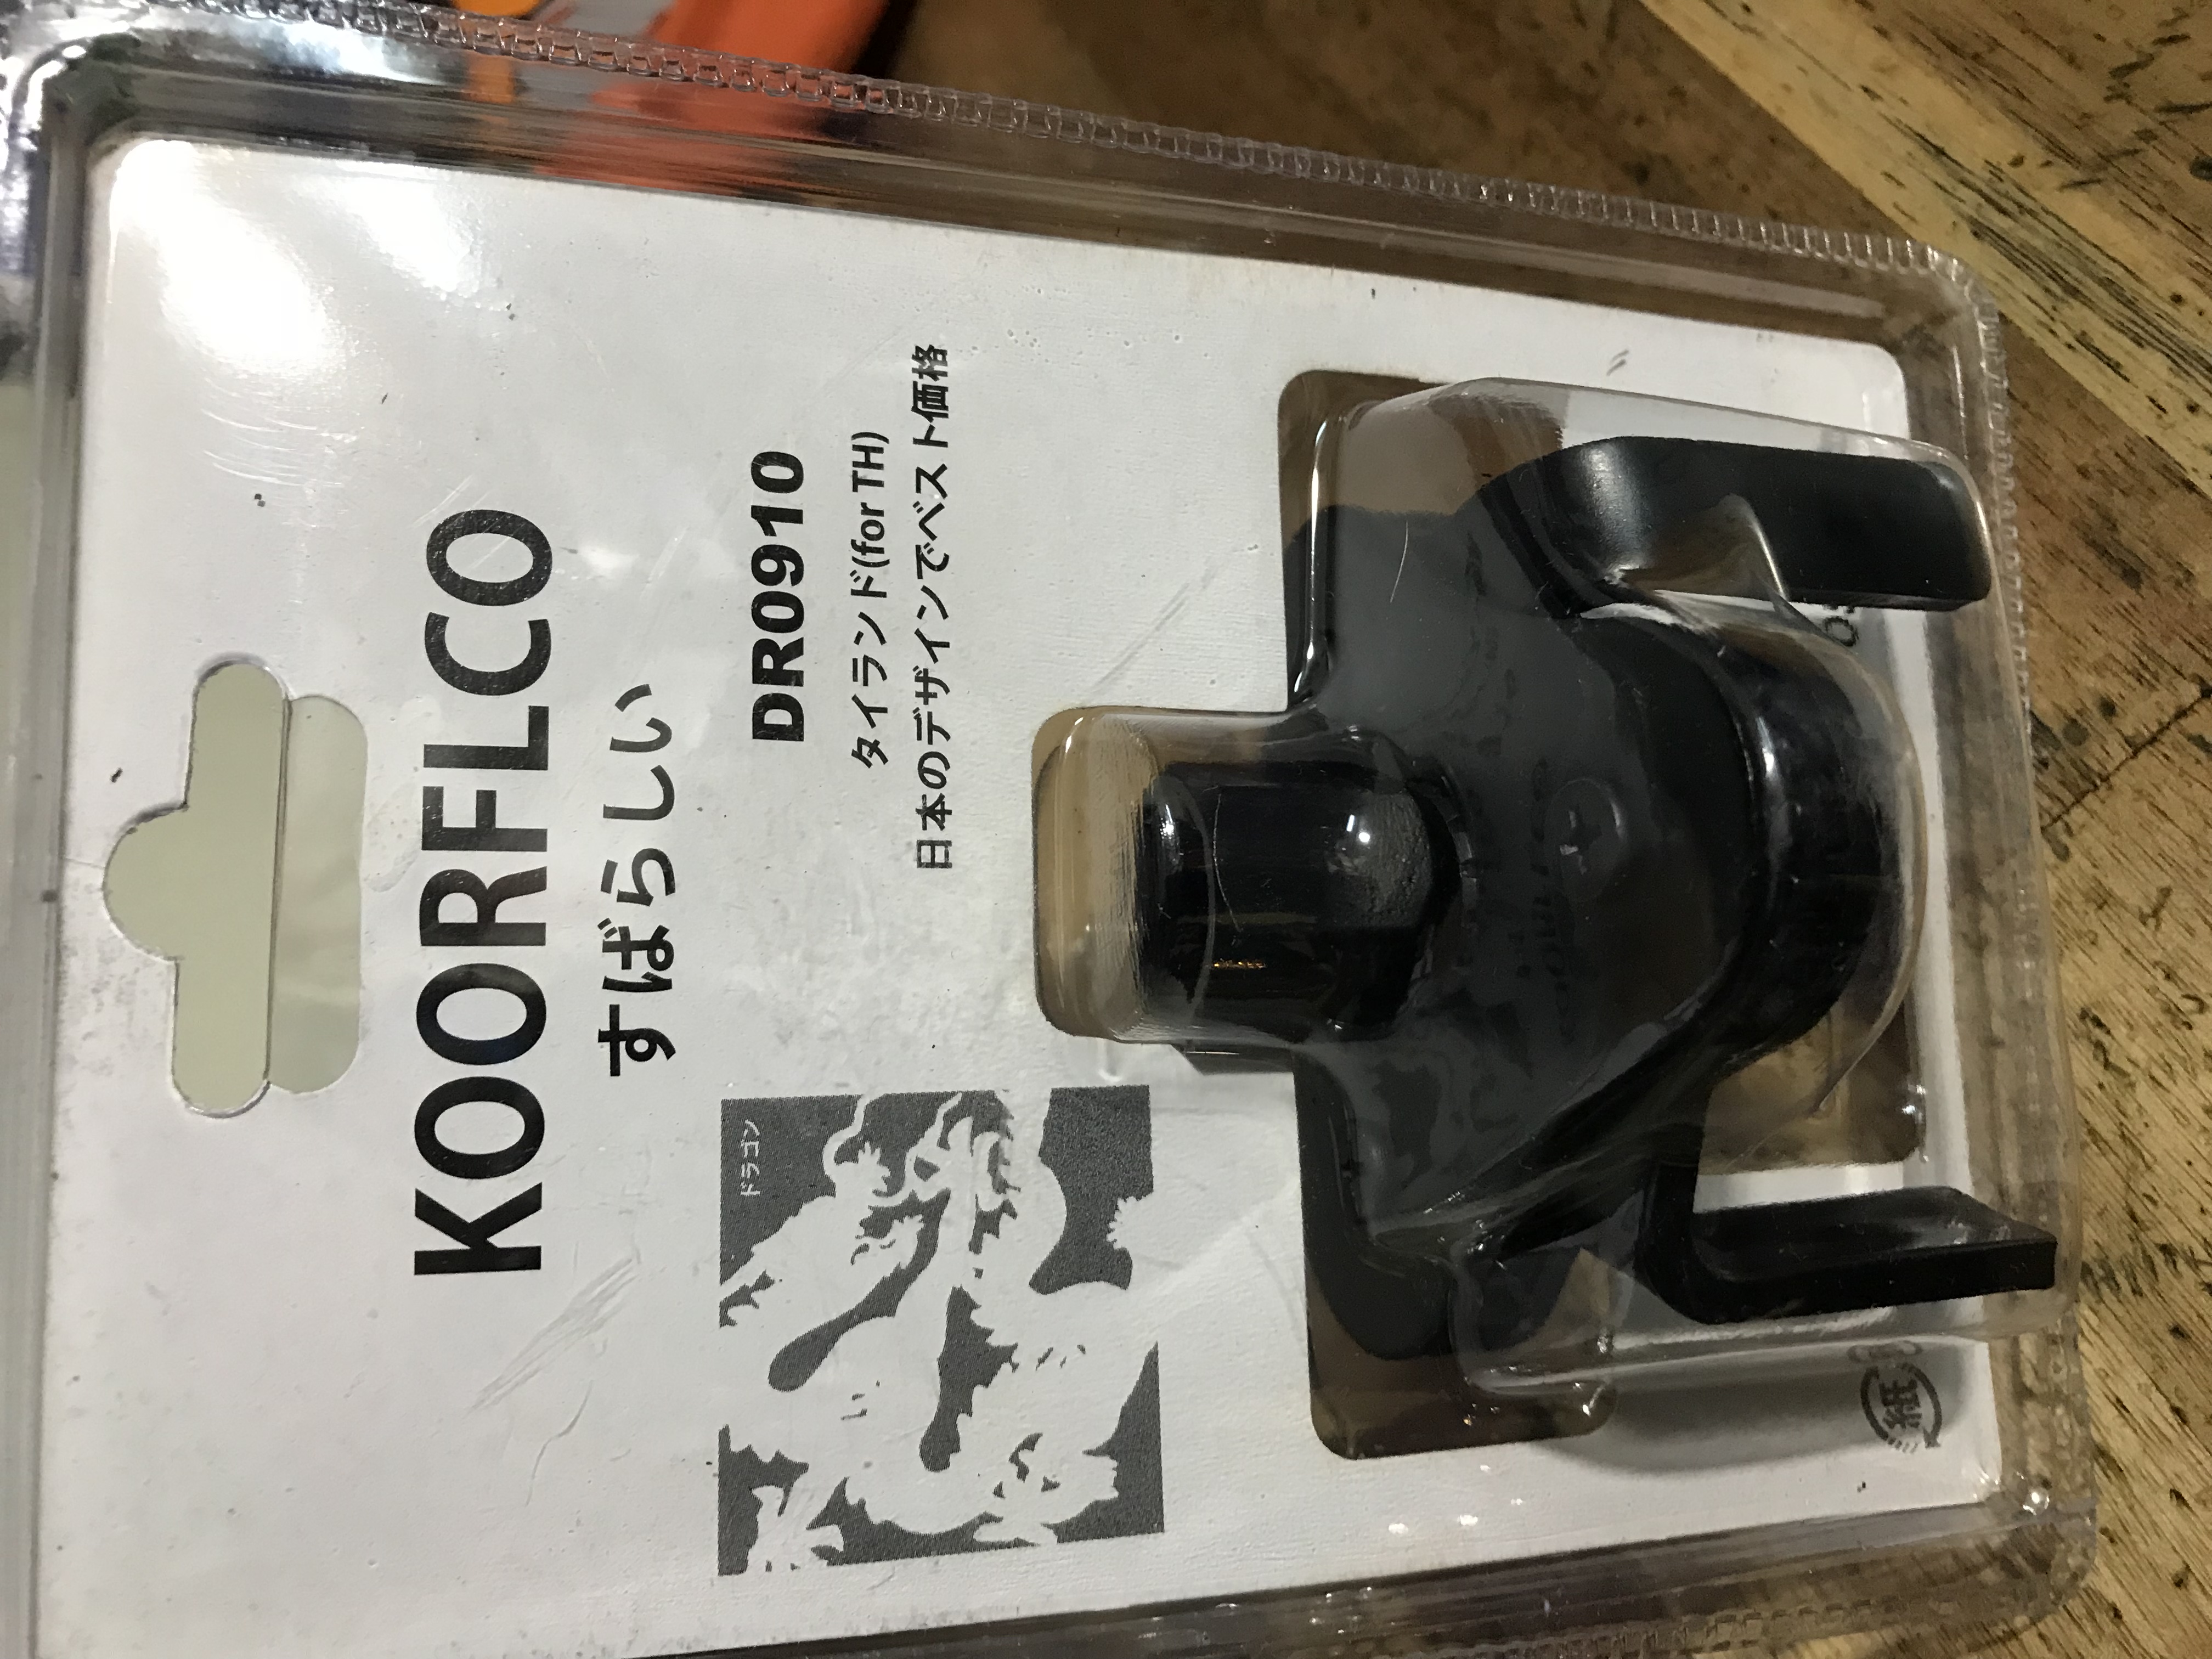 KOORFLCO
すばらしい
DR0910
タイランド(for TH)
日本のデザインでベスト価格
ドラゴン
紙